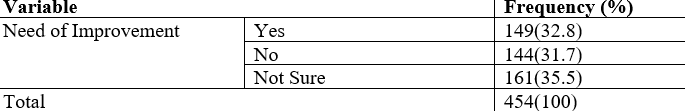 Variable Frequency (%)
Need of Improvement Yes 149(32.8)
No 144(31.7)
Not Sure 161(35.5)
Total 454(100)